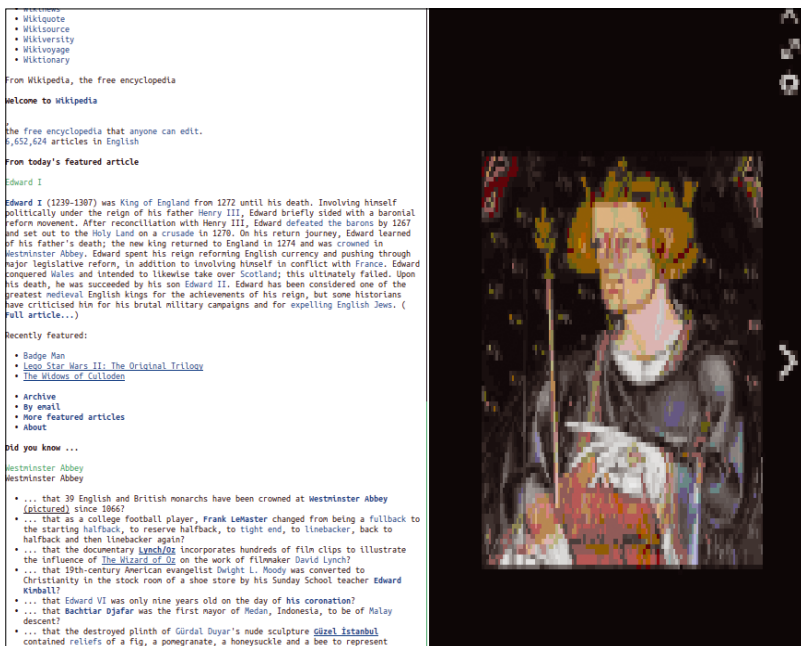 • Wikinews
• Wikiquote
• Wikisource
• Wikiversity
• Wikivoyage
• Wiktionary
From Wikipedia, the free encyclopedia
Welcome to Wikipedia
,
the free encyclopedia that anyone can edit.
6,652,624 articles in English
From today's featured article
Edward I
Edward I (1239–1307) was King of England from 1272 until his death. Involving himself
politically under the reign of his father Henry III, Edward briefly sided with a baronial
reform movement. After reconciliation with Henry III, Edward defeated the barons by 1267
and set out to the Holy Land on a crusade in 1270. On his return journey, Edward learned
of his father's death; the new king returned to England in 1274 and was crowned in
Westminster Abbey. Edward spent his reign reforming English currency and pushing through
major legislative reform, in addition to involving himself in conflict with France. Edward
conquered Wales and intended to likewise take over Scotland; this ultimately failed. Upon
his death, he was succeeded by his son Edward II. Edward has been considered one of the
greatest medieval English kings for the achievements of his reign, but some historians
have criticised him for his brutal military campaigns and for expelling English Jews. (
Full article...)
Recently featured:
• Badge Man
• Lego Star Wars II: The Original Trilogy
• The Widows of Culloden
• Archive
• By email
• More featured articles
• About
Did you know ...
Westminster Abbey
Westminster Abbey
• ... that 39 English and British monarchs have been crowned at Westminster Abbey
(pictured) since 1066?
• ... that as a college football player, Frank LeMaster changed from being a fullback to
the starting halfback, to reserve halfback, to tight end, to linebacker, back to
halfback and then linebacker again?
• ... that the documentary Lynch/Oz incorporates hundreds of film clips to illustrate
the influence of The Wizard of Oz on the work of filmmaker David Lynch?
• ... that 19th-century American evangelist Dwight L. Moody was converted to
Christianity in the stock room of a shoe store by his Sunday School teacher Edward
Kimball?
• ... that Edward VI was only nine years old on the day of his coronation?
• ... that Bachtiar Djafar was the first mayor of Medan, Indonesia, to be of Malay
descent?
• ... that the destroyed plinth of Gürdal Duyar's nude sculpture Güzel İstanbul
contained reliefs of a fig, a pomegranate, a honeysuckle and a bee to represent